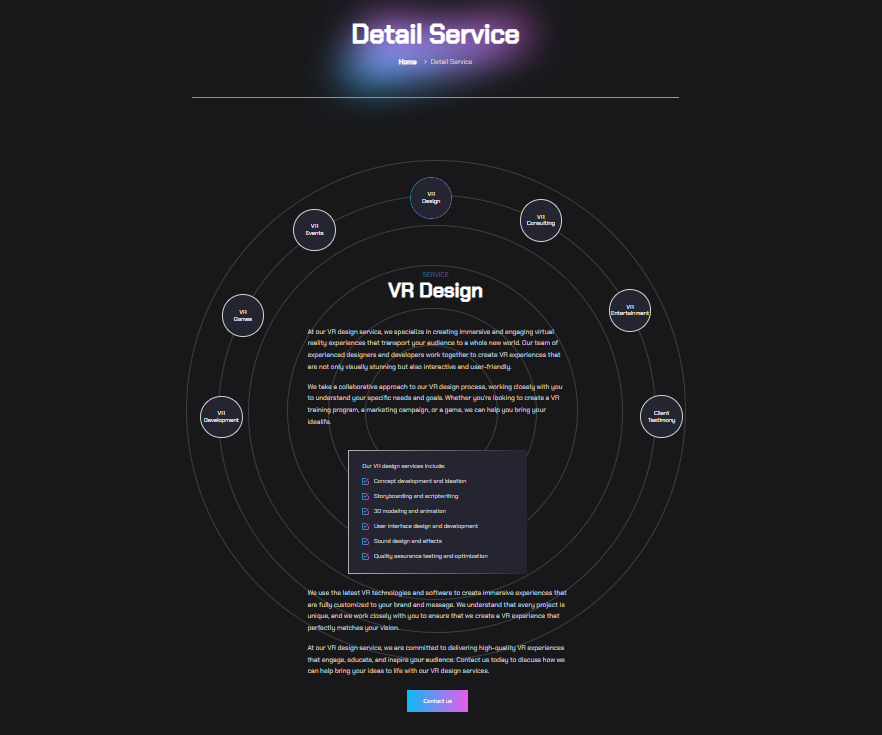 Detail Service
Home > Detail Service
VR
Design
VR
Consulting
VR
Events
VR
Entertainment
VR
Games
Client
Testimony
VR
Development
SERVICE
VR Design
At our VR design service, we specialize in creating immersive and engaging virtual
reality experiences that transport your audience to a whole new world. Our team of
experienced designers and developers work together to create VR experiences that
are not only visually stunning but also interactive and user-friendly.
We take a collaborative approach to our VR design process, working closely with you
to understand your specific needs and goals. Whether you're looking to create a VR
training program, a marketing campaign, or a game, we can help you bring your
idealife.
Our VR design services include:
Concept development and ideation
Storyboarding and scriptwriting
3D modeling and animation
User interface design and development
Sound design and effects
Quality assurance testing and optimization
We use the latest VR technologies and software to create immersive experiences that
are fully customized to your brand and message. We understand that every project is
unique, and we work closely with you to ensure that we create a VR experience that
perfectly matches your vision.
At our VR design service, we are committed to delivering high-quality VR experiences
that engage, educate, and inspire your audience. Contact us today to discuss how we
can help bring your ideas to life with our VR design services.
Contact us